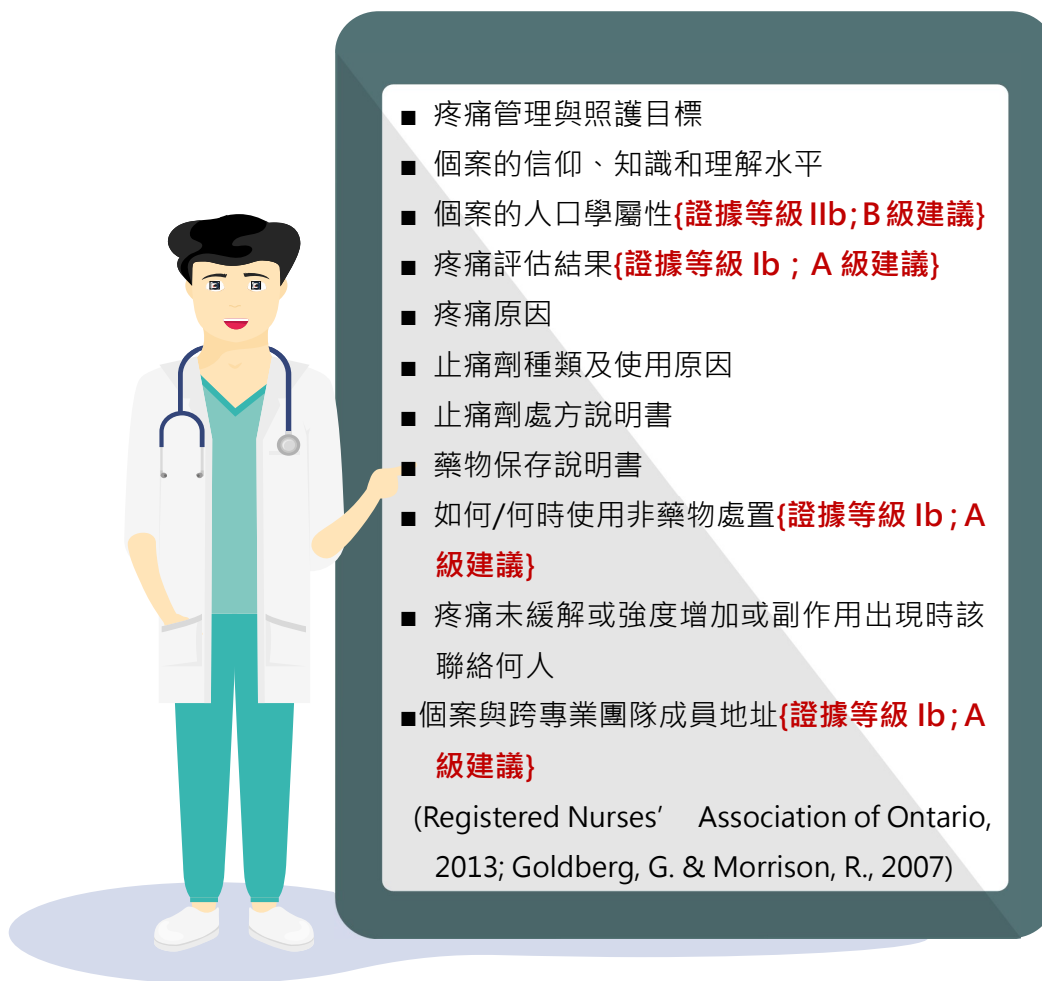 ■ 疼痛管理與照護目標
■ 個案的信仰、知識和理解水平
■ 個案的人口學屬性{證據等級 IIb;B 級建議}
■ 疼痛評估結果{證據等級 Ib ; A 級建議}
■ 疼痛原因
■ 止痛劑種類及使用原因
■ 止痛劑處方說明書
■ 藥物保存說明書
■ 如何/何時使用非藥物處置{證據等級 Ib ; A
級建議}
■ 疼痛未緩解或強度增加或副作用出現時該
聯絡何人
■個案與跨專業團隊成員地址{證據等級 Ib ; A
級建議}
(Registered Nurses' Association of Ontario,
2013; Goldberg, G. & Morrison, R., 2007)